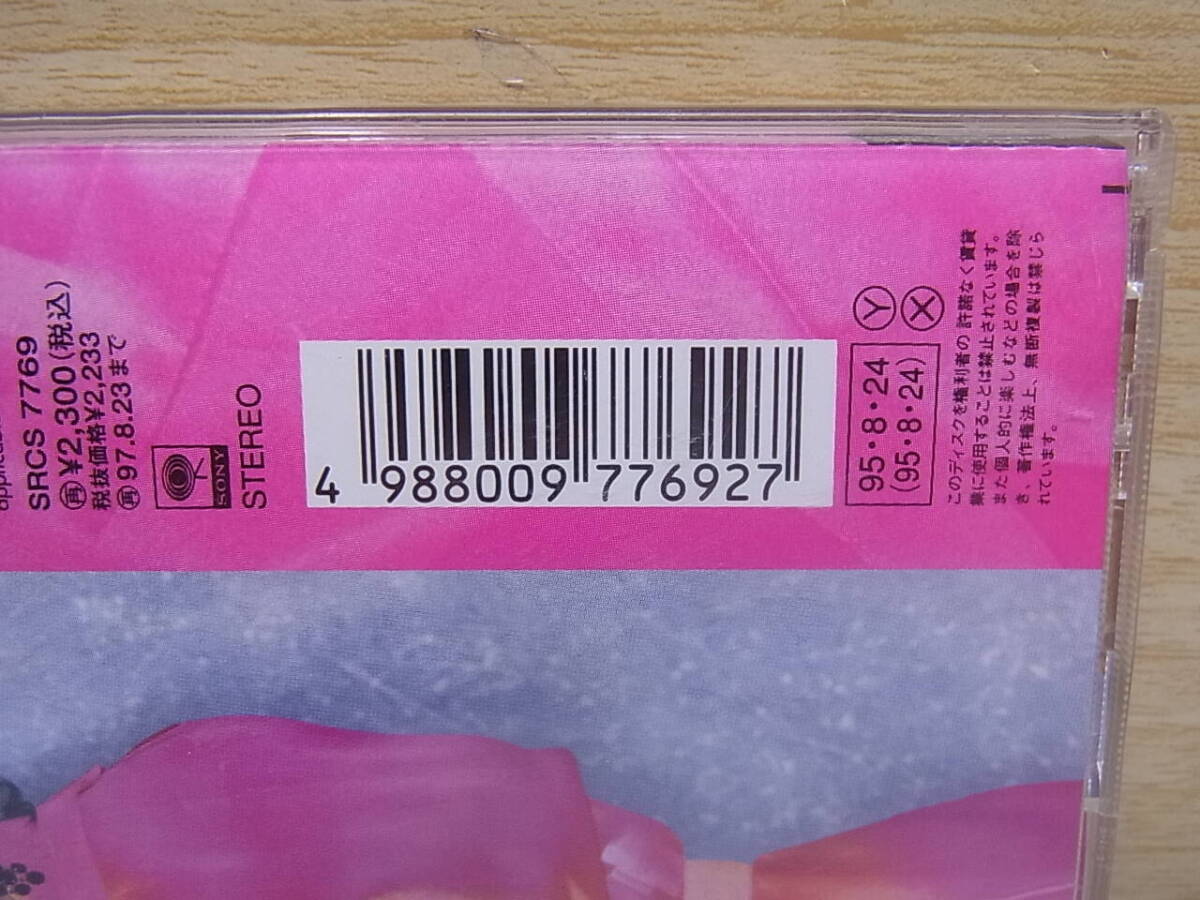 SRCS 7769
再¥2,300(税込)
税抜価格¥2,233
再97.8.23まで
SONY
STEREO
4 988009 776927
Y X
95・8・24
(95・8・24)
このディスクを権利者の 許諾なく賃貸
業に使用することは禁止されています。
また個人的に楽しむなどの場合を除
き、著作権法上、無断複製は禁じら
れています。